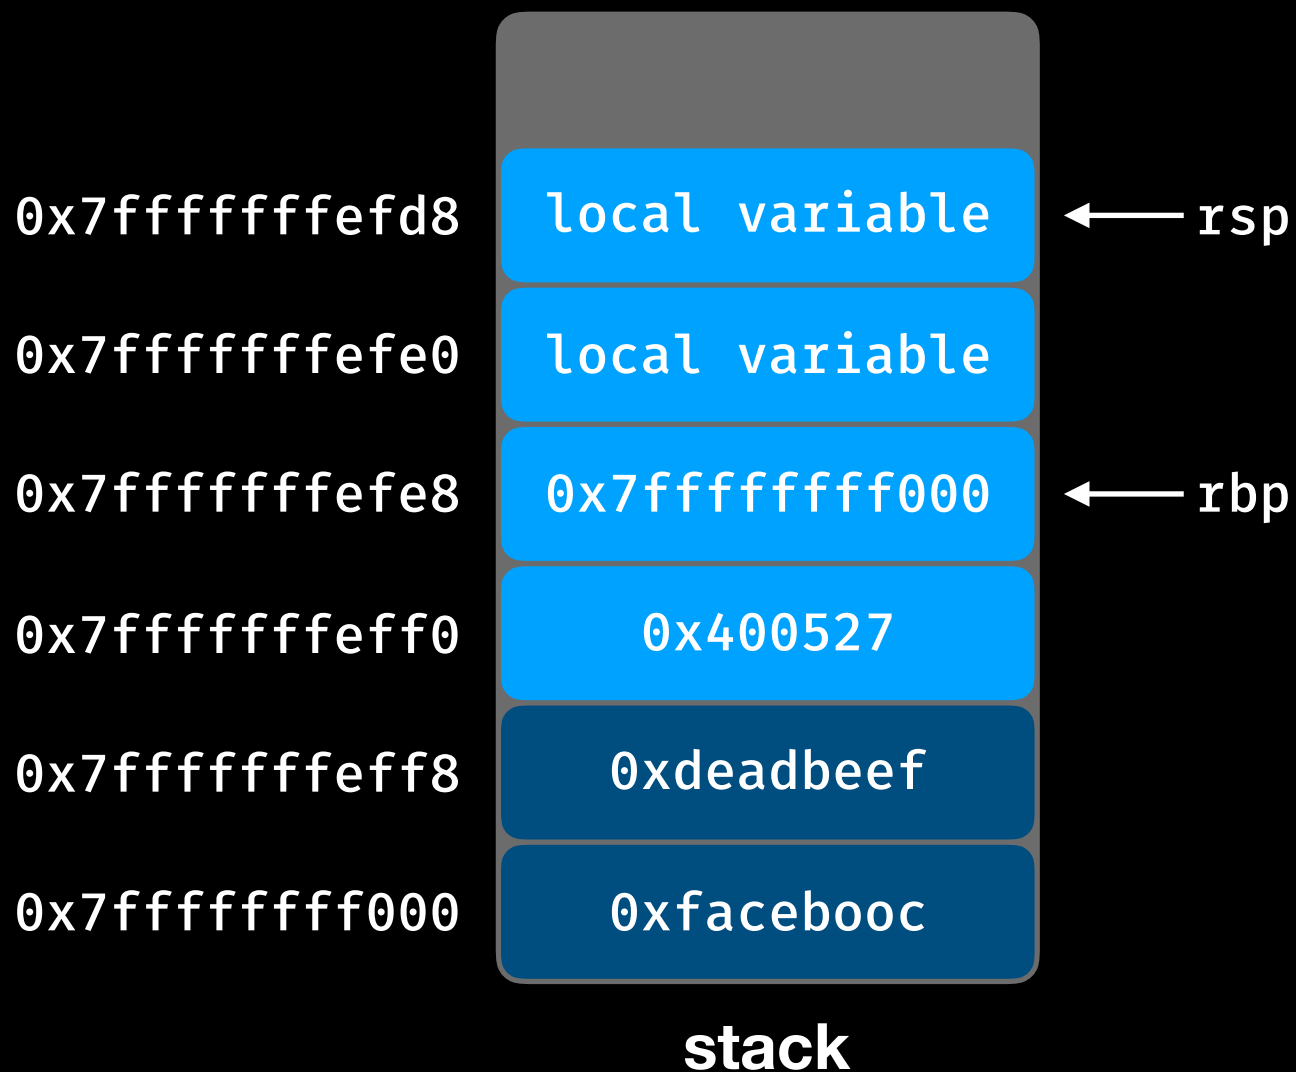 0x7fffffffefd8 local variable rsp
0x7fffffffefe0 local variable
0x7fffffffefe8 0x7ffffffff000 rbp
0x7fffffffeff0 0x400527
0x7fffffffeff8 0xdeadbeef
0x7ffffffff000 0xfacebooc
stack